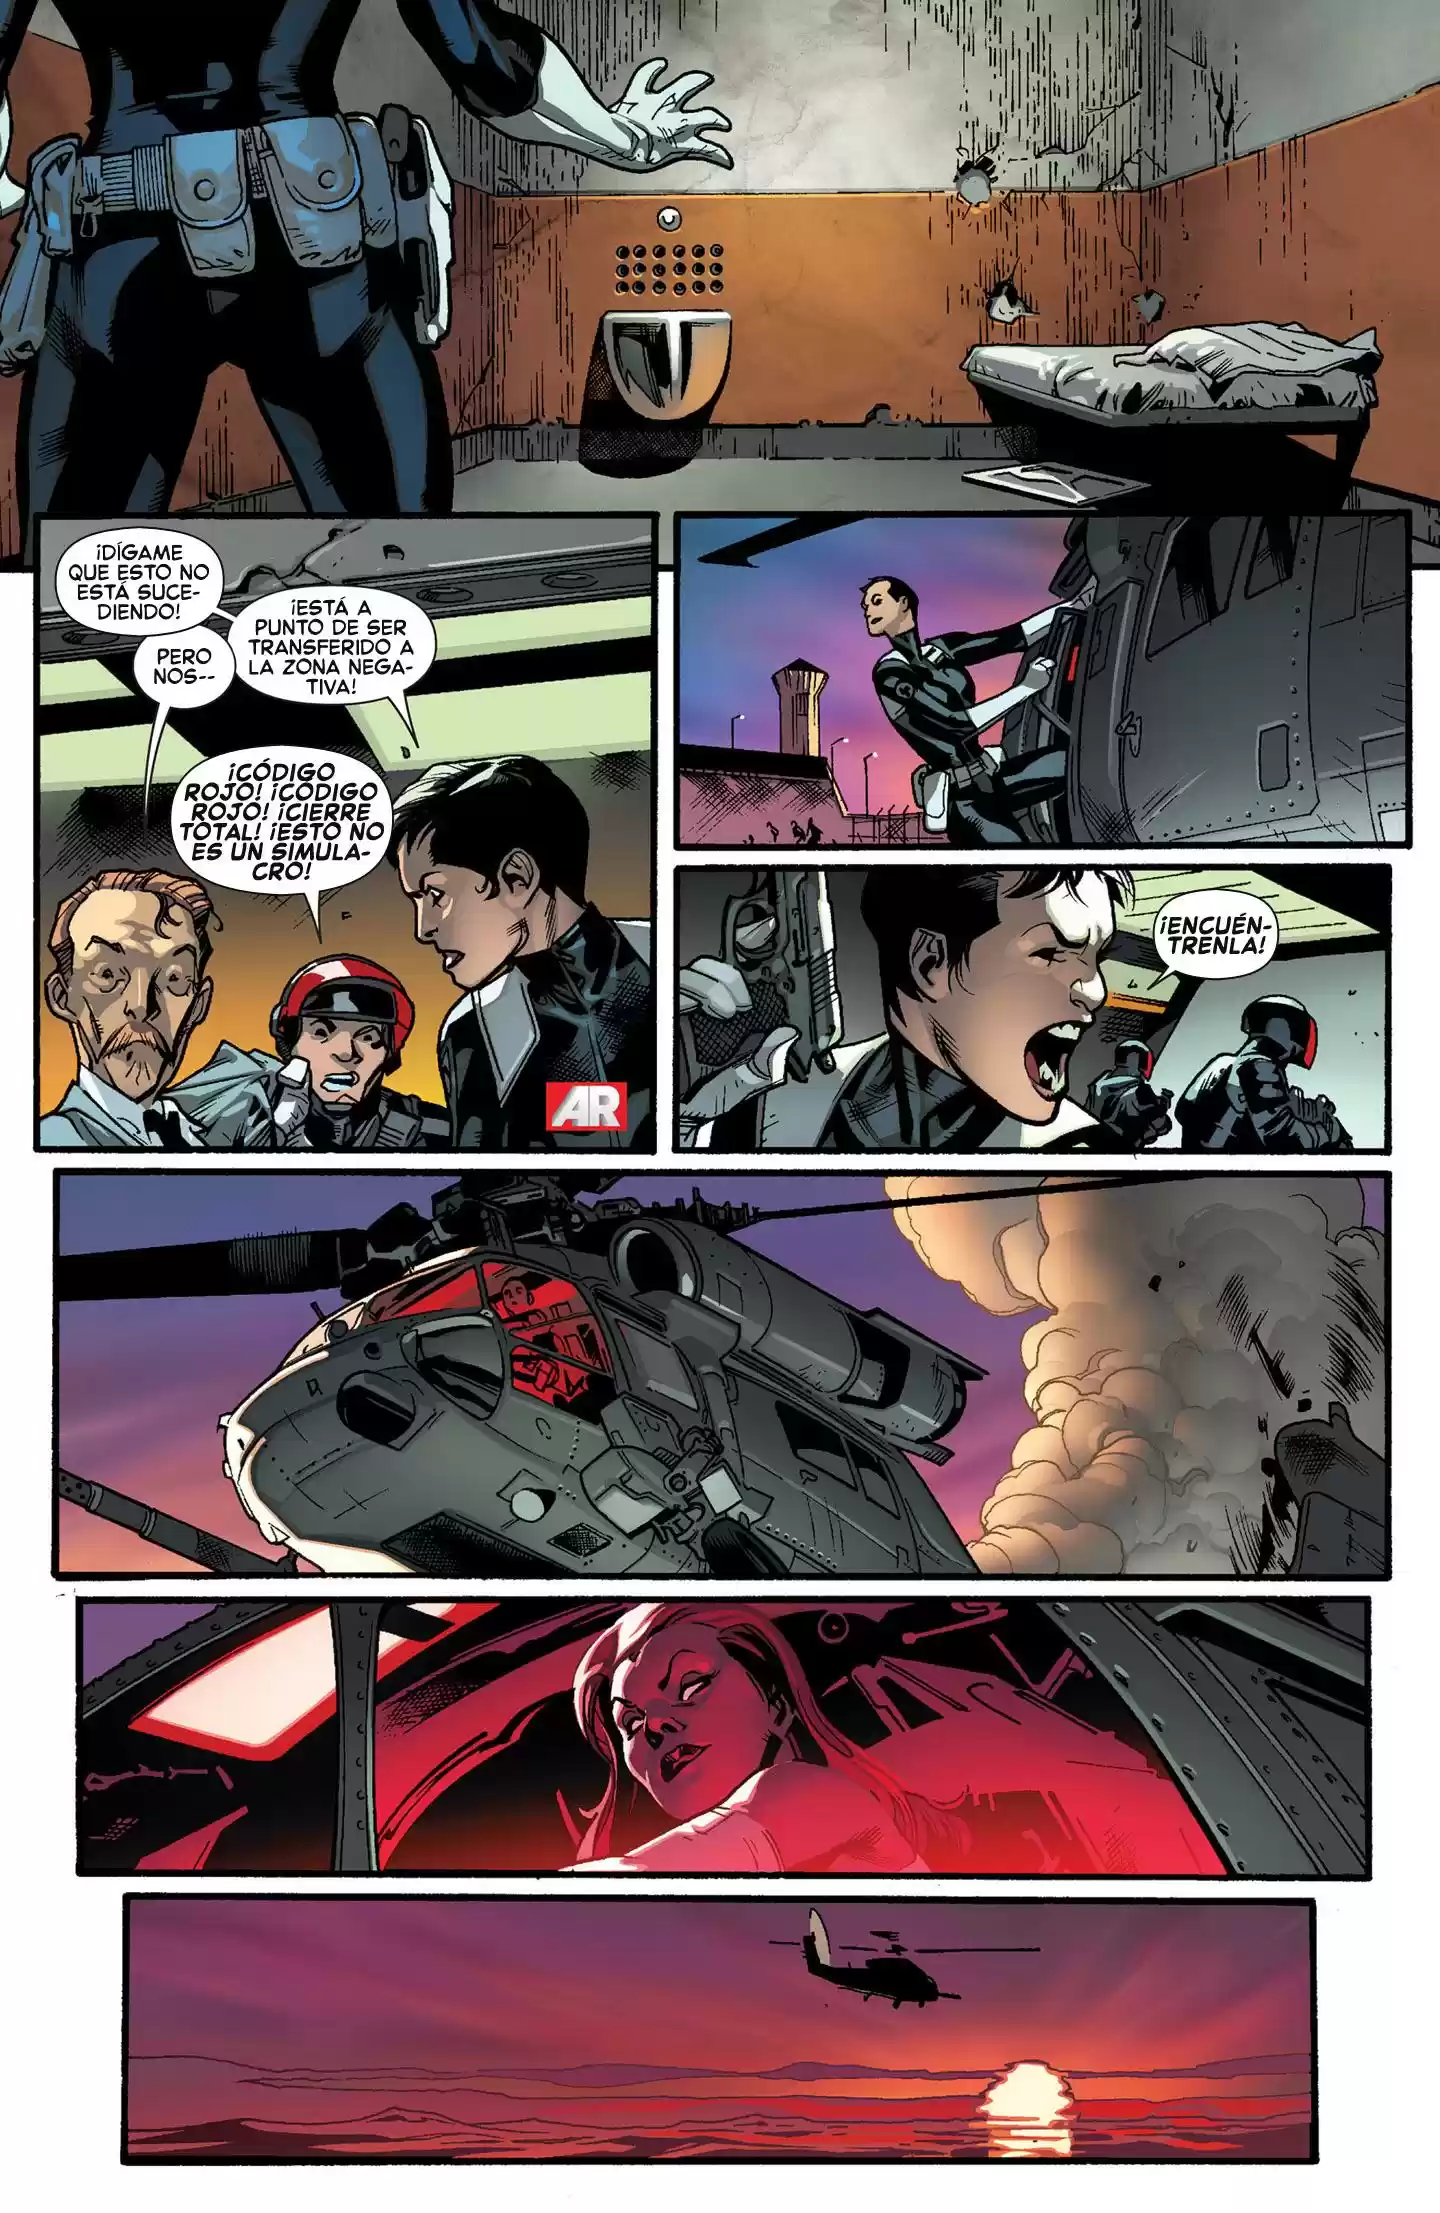 ¡DÍGAME
QUE ESTO NO
ESTÁ SUCE-
DIENDO!
¡ESTÁ A
PUNTO DE SER
TRANSFERIDO A
LA ZONA NEGA-
TIVA!
PERO
NOS--
¡CÓDIGO
ROJO! ¡CÓDIGO
ROJO! ¡CIERRE
TOTAL! ¡ESTO NO
ES UN SIMULA-
CRO!
AR
¡ENCUÉN-
TRENLA!